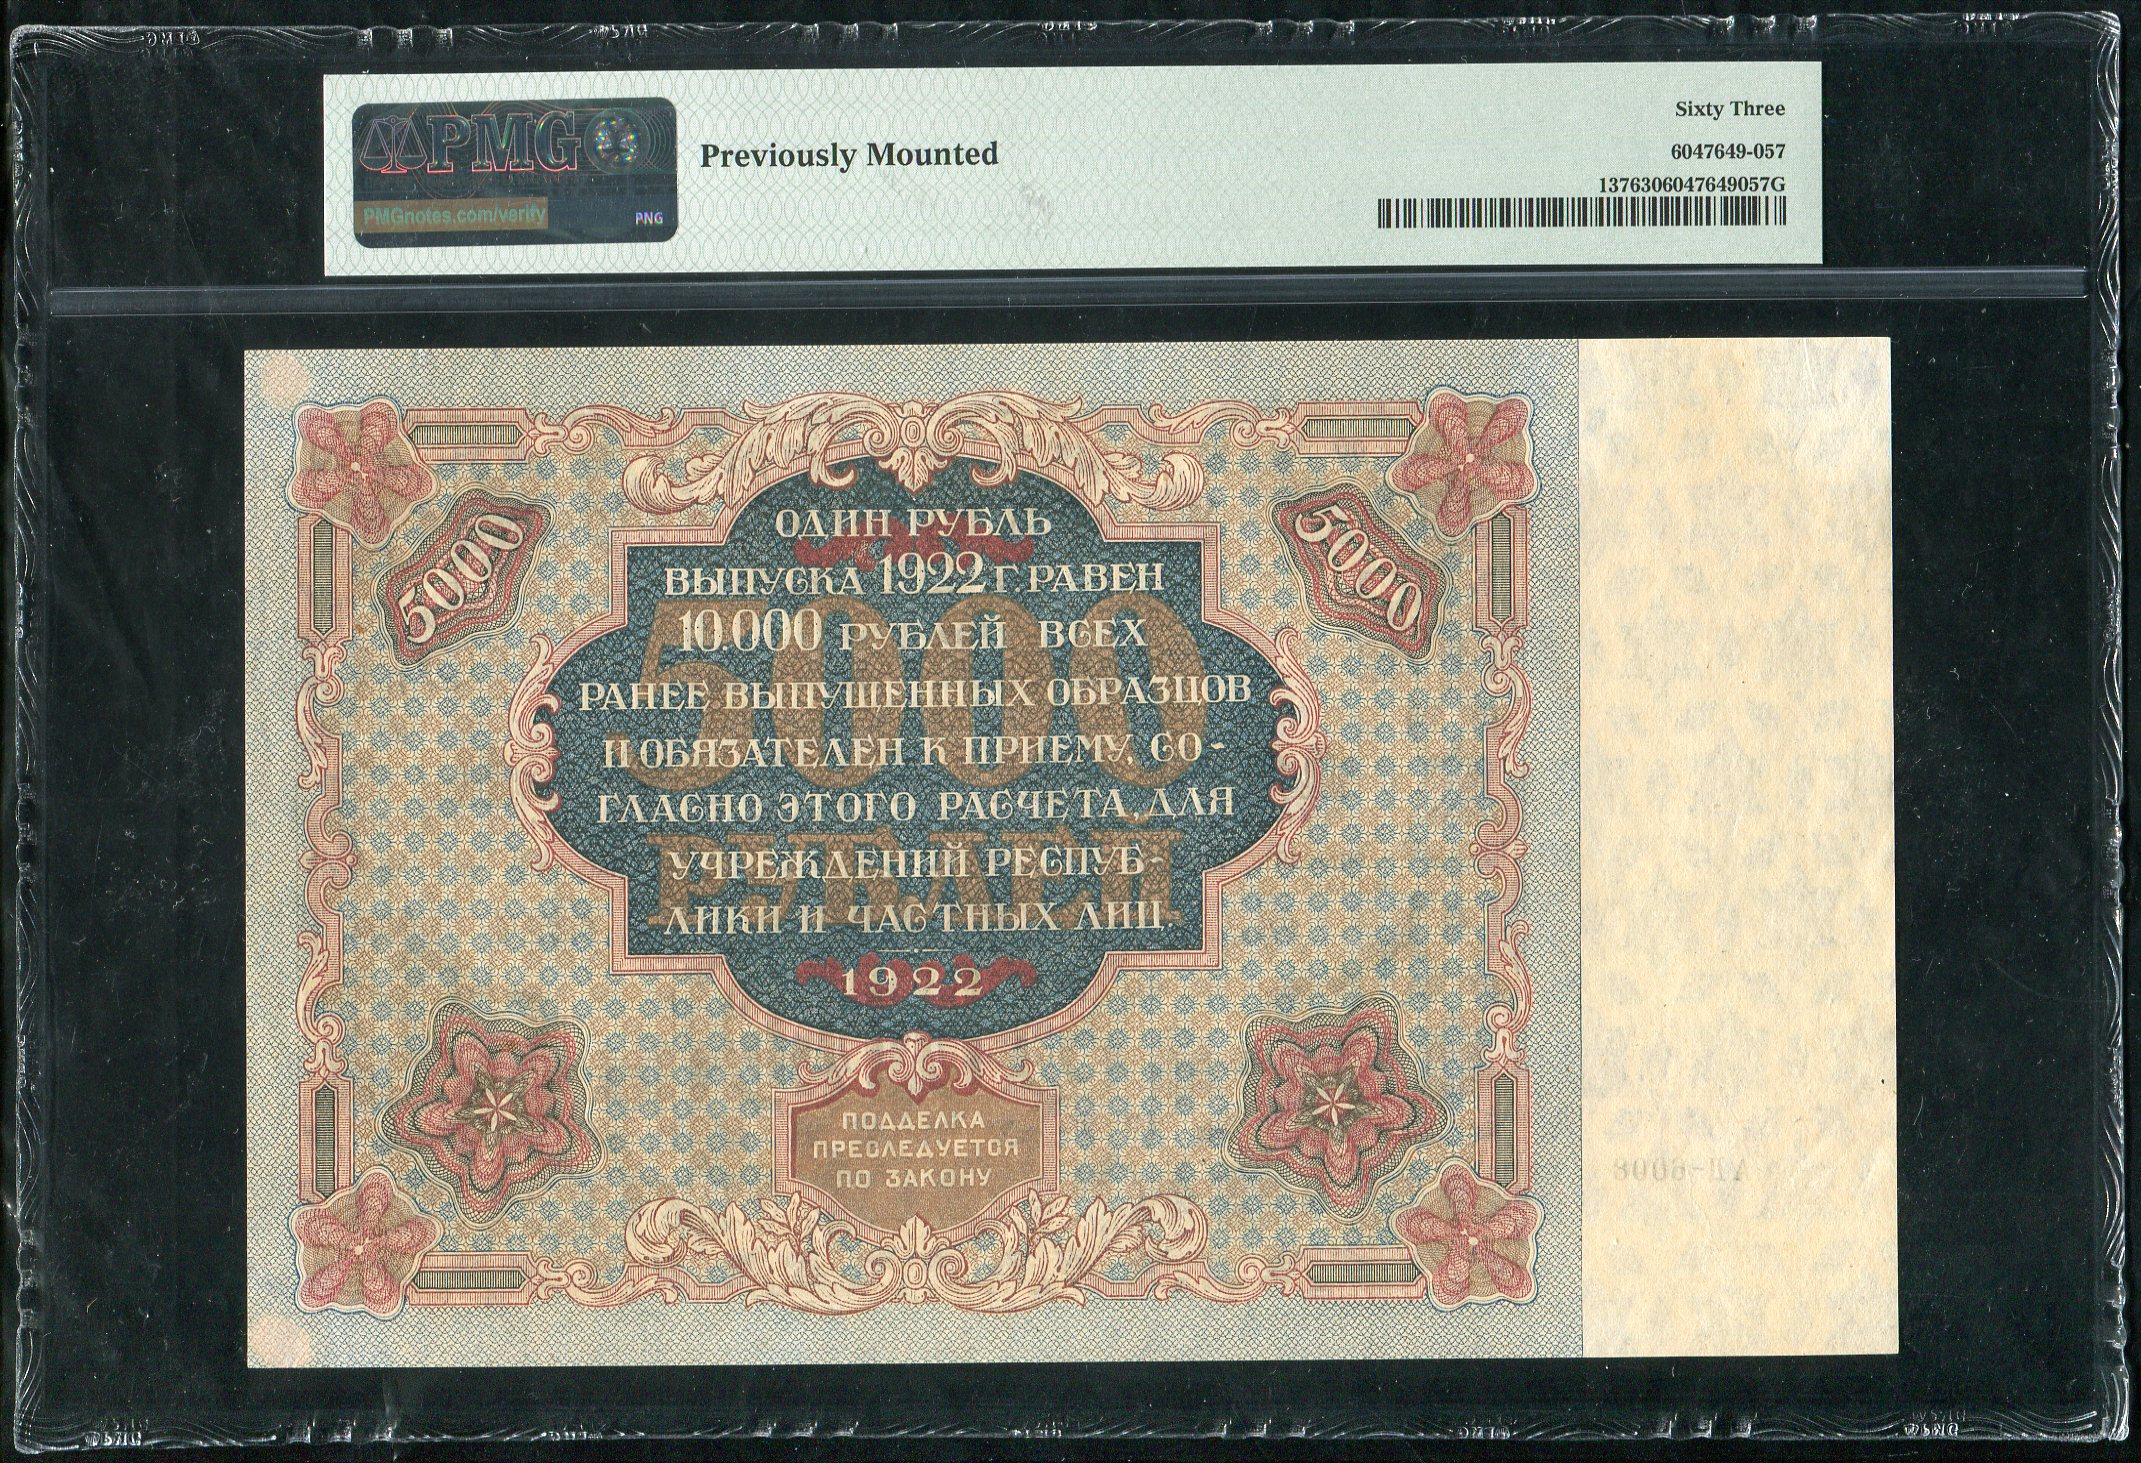 PMG
PMGnotes.com/verify
PNG
Previously Mounted
Sixty Three
6047649-057
1376306047649057G
5000
5000
ОДИН РУБЛЬ
ВЫПУСКА 1922 Г. РАВЕН
10.000 РУБЛЕЙ ВСЕХ
РАНЕЕ ВЫПУЩЕННЫХ ОБРАЗЦОВ
И ОБЯЗАТЕЛЕН К ПРИЕМУ, СО-
ГЛАСНО ЭТОГО РАСЧЕТА, ДЛЯ
УЧРЕЖДЕНИЙ РЕСПУБ-
ЛИКИ И ЧАСТНЫХ ЛИЦ.
1922
5000
РУБЛЕЙ
ПОДДЕЛКА
ПРЕСЛЕДУЕТСЯ
ПО ЗАКОНУ